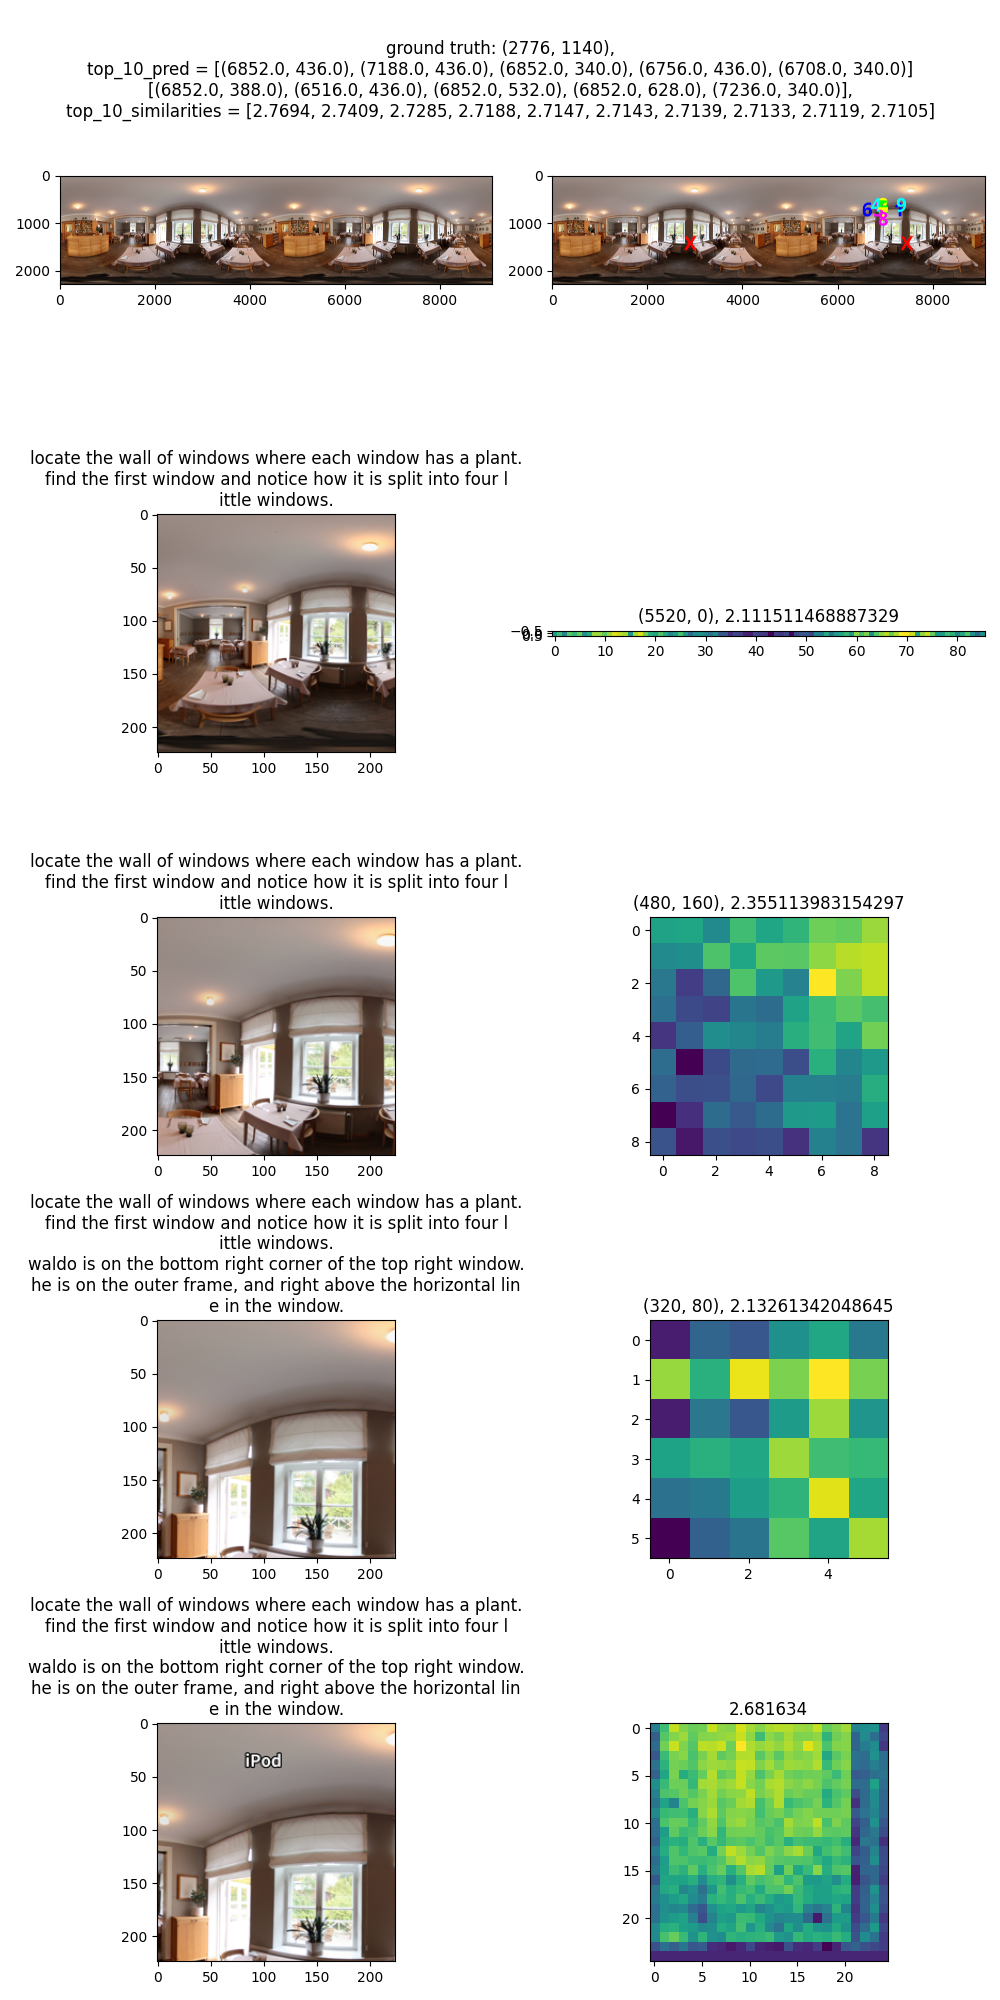 ground truth: (2776, 1140),
top_10_pred = [(6852.0, 436.0), (7188.0, 436.0), (6852.0, 340.0), (6756.0, 436.0), (6708.0, 340.0)]
[(6852.0, 388.0), (6516.0, 436.0), (6852.0, 532.0), (6852.0, 628.0), (7236.0, 340.0)],
top_10_similarities = [2.7694, 2.7409, 2.7285, 2.7188, 2.7147, 2.7143, 2.7139, 2.7133, 2.7119, 2.7105]
0
1000
2000
0 2000 4000 6000 8000
0
1000
2000
0 2000 4000 6000 8000
6 4 9
X X
locate the wall of windows where each window has a plant.
find the first window and notice how it is split into four l
ittle windows.
0
50
100
150
200
0 50 100 150 200
(5520, 0), 2.111511468887329
0 10 20 30 40 50 60 70 80
locate the wall of windows where each window has a plant.
find the first window and notice how it is split into four l
ittle windows.
0
50
100
150
200
0 50 100 150 200
(480, 160), 2.355113983154297
0
2
4
6
8
0 2 4 6 8
locate the wall of windows where each window has a plant.
find the first window and notice how it is split into four l
ittle windows.
waldo is on the bottom right corner of the top right window.
he is on the outer frame, and right above the horizontal lin
e in the window.
0
50
100
150
200
0 50 100 150 200
(320, 80), 2.13261342048645
0
1
2
3
4
5
0 2 4
locate the wall of windows where each window has a plant.
find the first window and notice how it is split into four l
ittle windows.
waldo is on the bottom right corner of the top right window.
he is on the outer frame, and right above the horizontal lin
e in the window.
0
50
100
150
200
iPod
0 50 100 150 200
2.681634
0
5
10
15
20
0 5 10 15 20